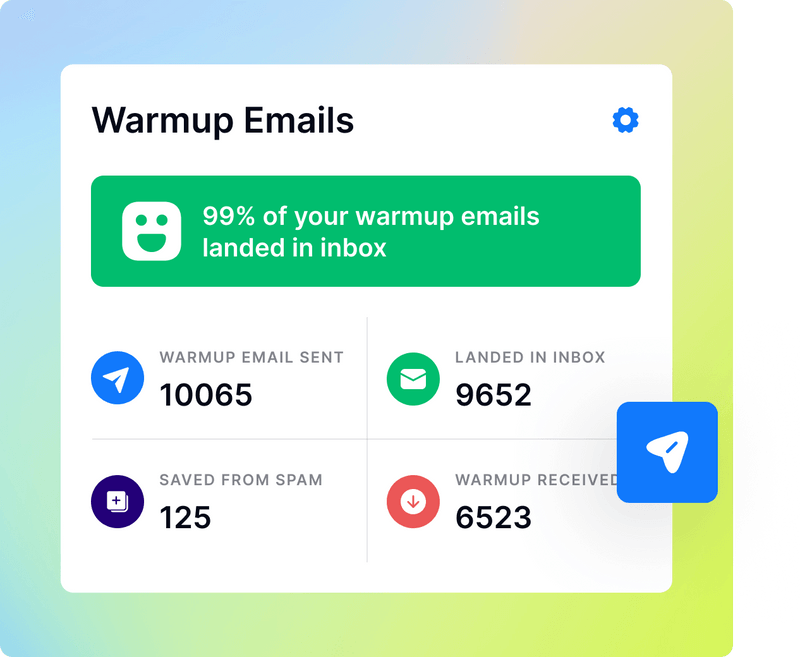 Warmup Emails
99% of your warmup emails
landed in inbox
WARMUP EMAIL SENT
10065
LANDED IN INBOX
9652
SAVED FROM SPAM
125
WARMUP RECEIVED
6523